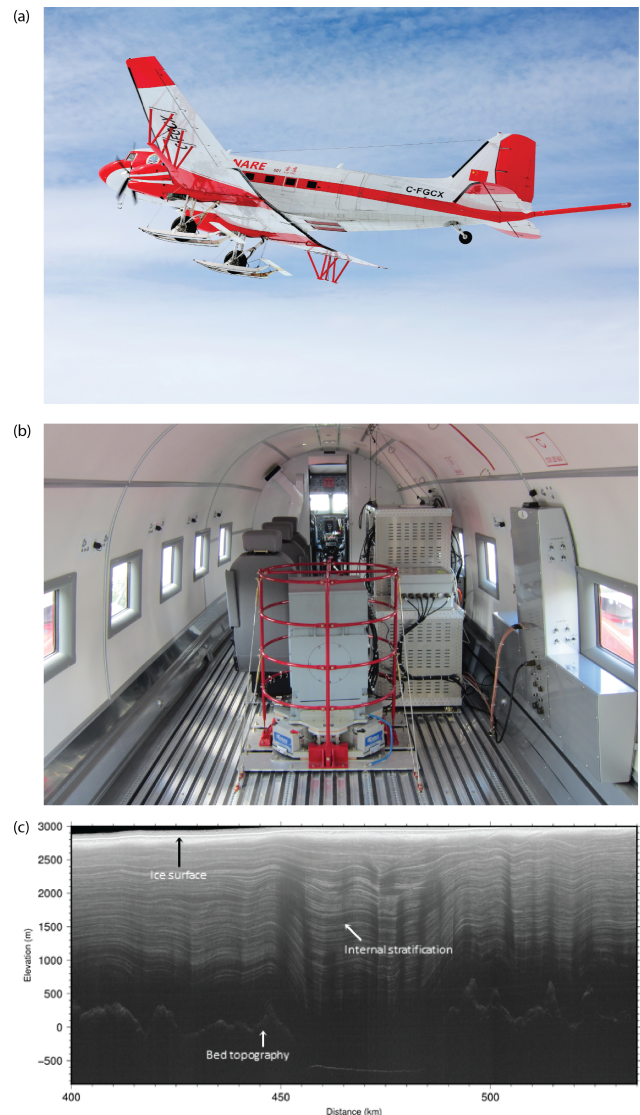 (a)
NARE
C-FGCX
(b)
(c)
3000
2500
2000
1500
1000
500
0
−500
Elevation (m)
Ice surface
Internal stratification
Bed topography
400
450
500
Distance (km)